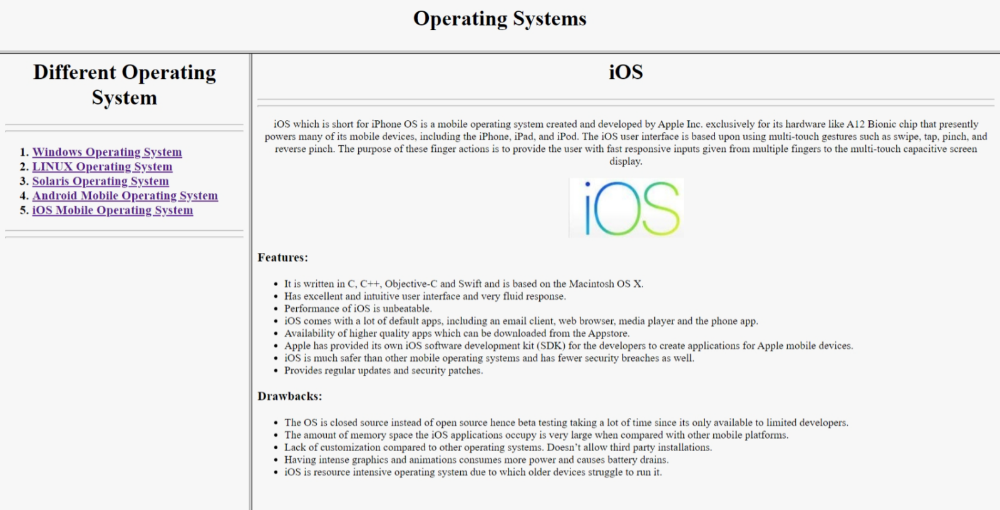 Operating Systems
Different Operating
System
1. Windows Operating System
2. LINUX Operating System
3. Solaris Operating System
4. Android Mobile Operating System
5. iOS Mobile Operating System
iOS
iOS which is short for iPhone OS is a mobile operating system created and developed by Apple Inc. exclusively for its hardware like A12 Bionic chip that presently
powers many of its mobile devices, including the iPhone, iPad, and iPod. The iOS user interface is based upon using multi-touch gestures such as swipe, tap, pinch, and
reverse pinch. The purpose of these finger actions is to provide the user with fast responsive inputs given from multiple fingers to the multi-touch capacitive screen
display.
iOS
Features:
• It is written in C, C++, Objective-C and Swift and is based on the Macintosh OS X.
• Has excellent and intuitive user interface and very fluid response.
• Performance of iOS is unbeatable.
• iOS comes with a lot of default apps, including an email client, web browser, media player and the phone app.
• Availability of higher quality apps which can be downloaded from the Appstore.
• Apple has provided its own iOS software development kit (SDK) for the developers to create applications for Apple mobile devices.
• iOS is much safer than other mobile operating systems and has fewer security breaches as well.
• Provides regular updates and security patches.
Drawbacks:
• The OS is closed source instead of open source hence beta testing taking a lot of time since its only available to limited developers.
• The amount of memory space the iOS applications occupy is very large when compared with other mobile platforms.
• Lack of customization compared to other operating systems. Doesn't allow third party installations.
• Having intense graphics and animations consumes more power and causes battery drains.
• iOS is resource intensive operating system due to which older devices struggle to run it.